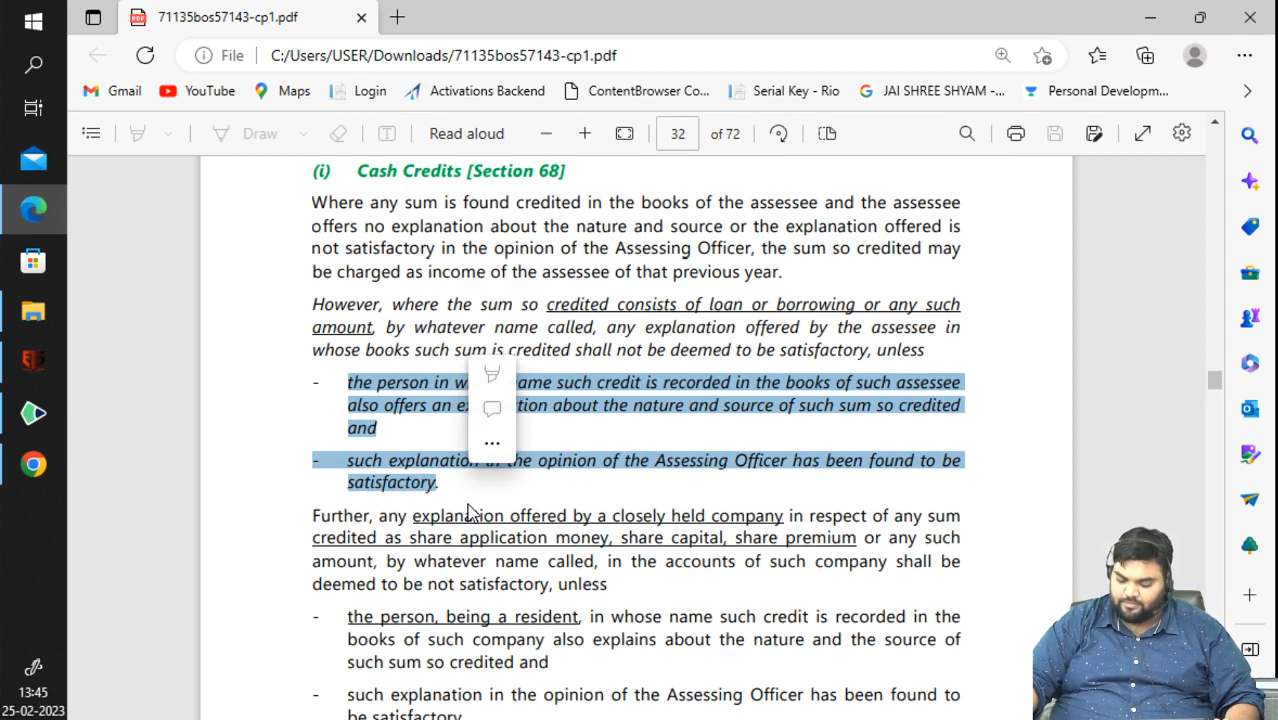 71135bos57143-cp1.pdf
File
C:/Users/USER/Downloads/71135bos57143-cp1.pdf
Gmail
YouTube
Maps
Login
Activations Backend
ContentBrowser Co...
Serial Key - Rio
JAI SHREE SHYAM -...
Personal Developm...
Draw
Read aloud
32
of 72
(i) Cash Credits [Section 68]
Where any sum is found credited in the books of the assessee and the assessee
offers no explanation about the nature and source or the explanation offered is
not satisfactory in the opinion of the Assessing Officer, the sum so credited may
be charged as income of the assessee of that previous year.
However, where the sum so credited consists of loan or borrowing or any such
amount, by whatever name called, any explanation offered by the assessee in
whose books such sum is credited shall not be deemed to be satisfactory, unless
- the person in ame such credit is recorded in the books of such assessee
also offers an tion about the nature and source of such sum so credited
and
- such explanation in the opinion of the Assessing Officer has been found to be
satisfactory.
Further, any explanation offered by a closely held company in respect of any sum
credited as share application money, share capital, share premium or any such
amount, by whatever name called, in the accounts of such company shall be
deemed to be not satisfactory, unless
- the person, being a resident, in whose name such credit is recorded in the
books of such company also explains about the nature and the source of
such sum so credited and
- such explanation in the opinion of the Assessing Officer has been found to
be satisfactory
13:45
25-02-2023